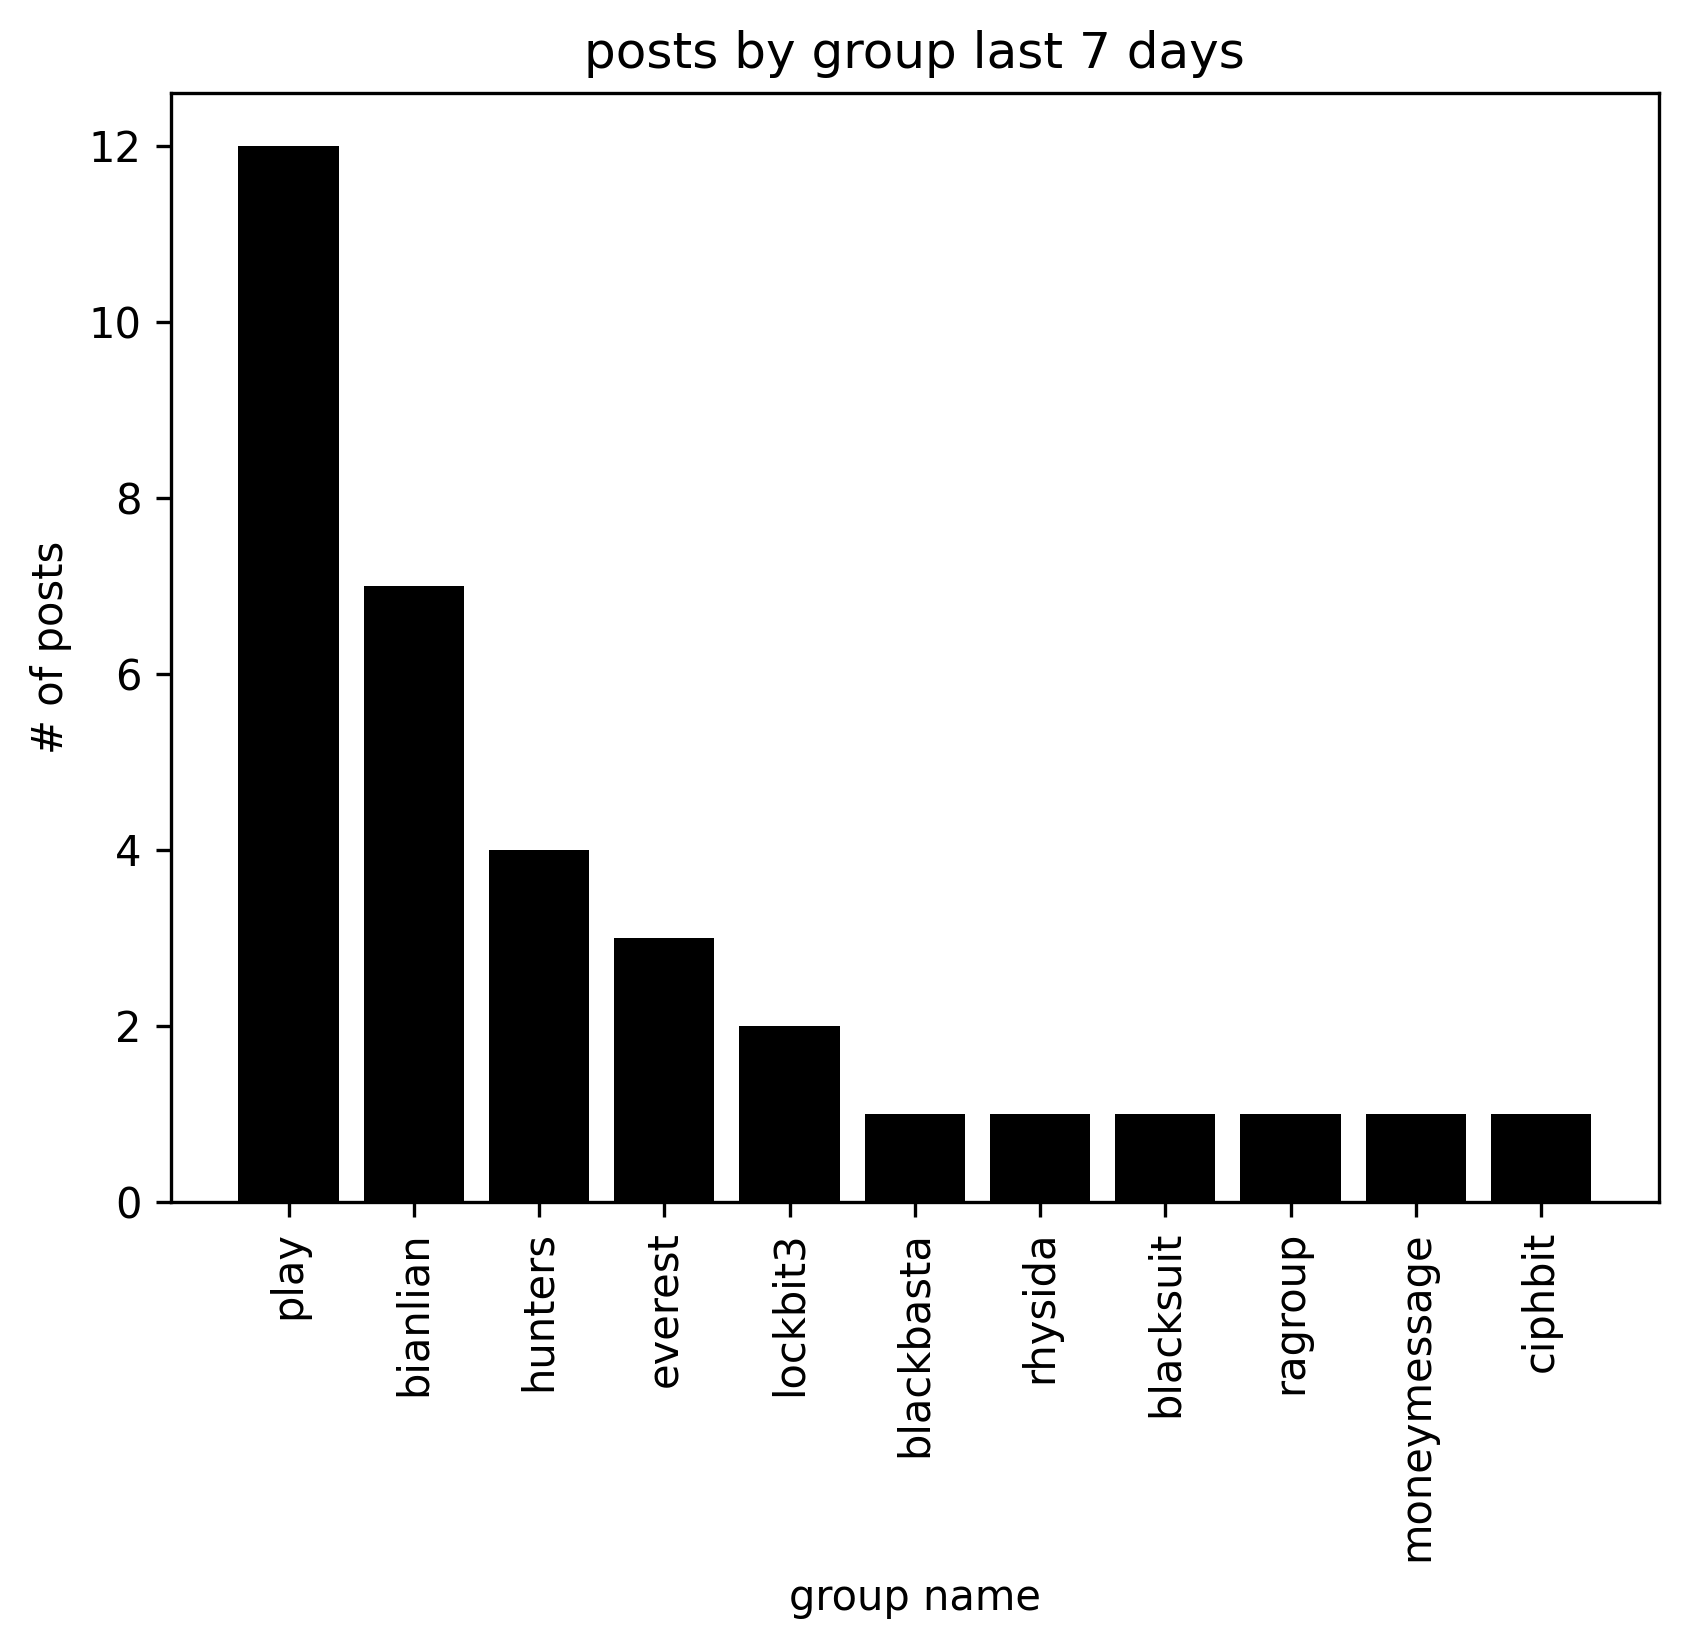 posts by group last 7 days
12
10
8
6
4
2
0
# of posts
play
bianlian
hunters
everest
lockbit3
blackbasta
rhysida
blacksuit
ragroup
moneymessage
ciphbit
group name